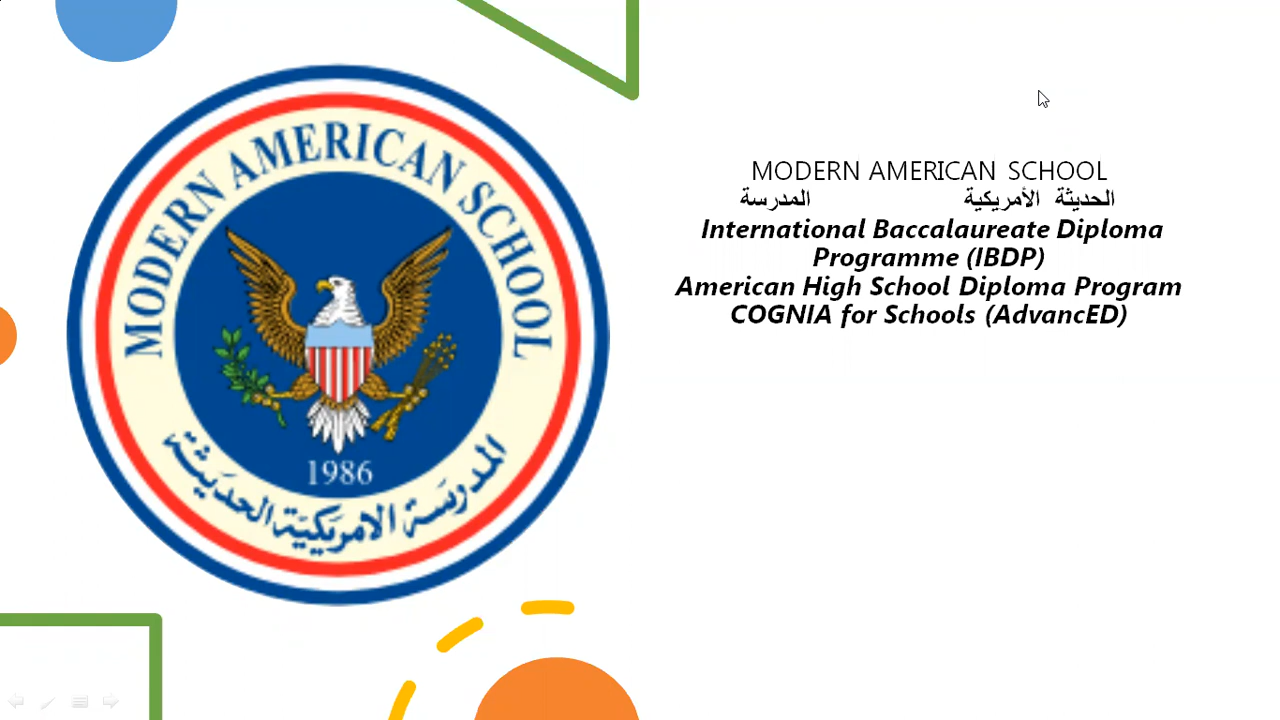 MODERN AMERICAN SCHOOL
1986
المدرسة الامريكية الحديثة
MODERN AMERICAN SCHOOL
الحديثة الأمريكية المدرسة
International Baccalaureate Diploma
Programme (IBDP)
American High School Diploma Program
COGNIA for Schools (AdvancED)